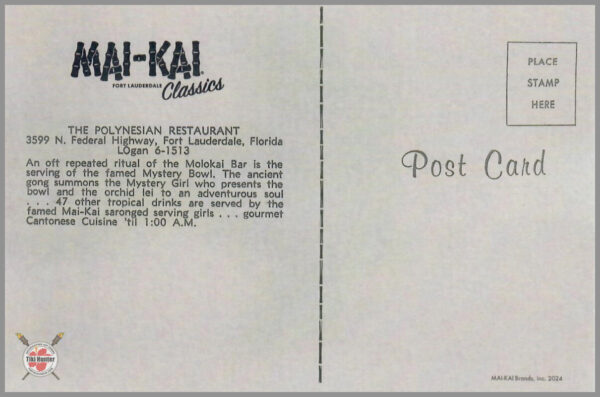 MAI-KAI
FORT LAUDERDALE
Classics
THE POLYNESIAN RESTAURANT
3599 N. Federal Highway, Fort Lauderdale, Florida
LOgan 6-1513
An oft repeated ritual of the Molokai Bar is the
serving of the famed Mystery Bowl. The ancient
gong summons the Mystery Girl who presents the
bowl and the orchid lei to an adventurous soul
. . . 47 other tropical drinks are served by the
famed Mai-Kai saronged serving girls . . . gourmet
Cantonese Cuisine 'til 1:00 A.M.
PLACE
STAMP
HERE
Post Card
Tiki Hunter
MAI-KAI Brands, Inc. 2024